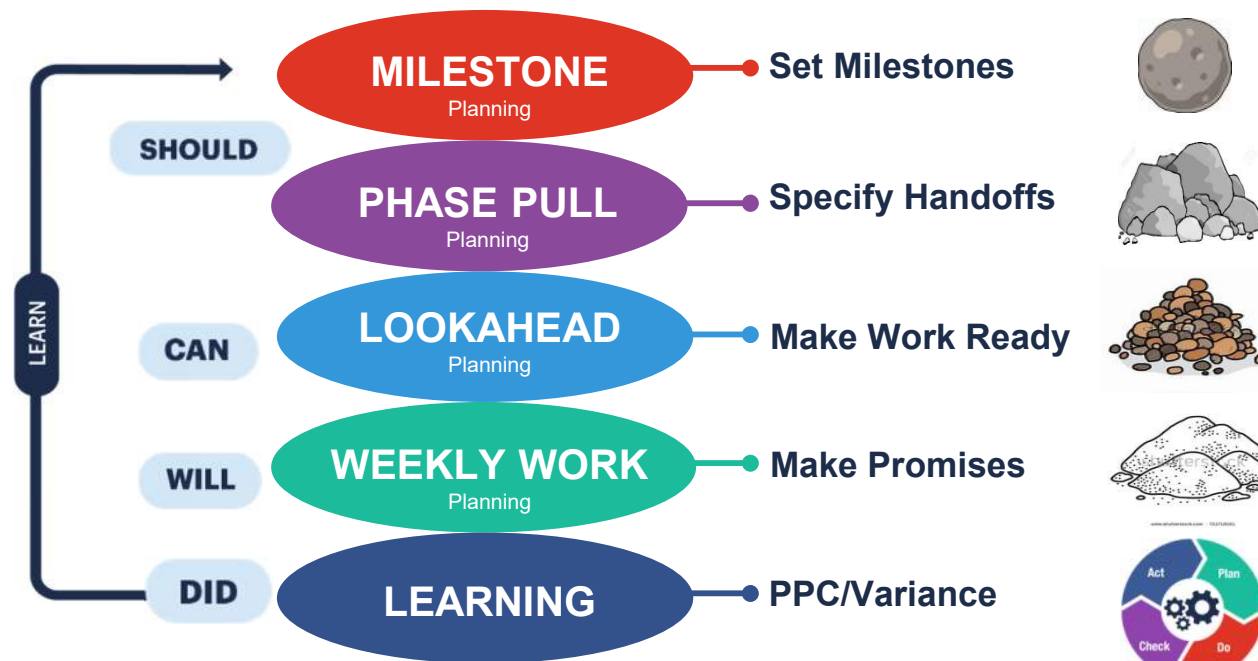 MILESTONE
Planning
Set Milestones
SHOULD
PHASE PULL
Planning
Specify Handoffs
LEARN
CAN
LOOKAHEAD
Planning
Make Work Ready
WILL
WEEKLY WORK
Planning
Make Promises
DID
LEARNING
PPC/Variance
Act
Plan
Check
Do